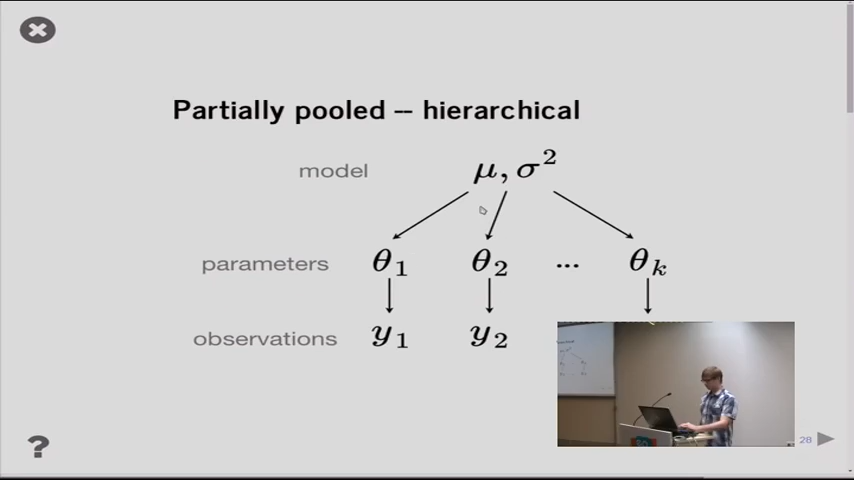 Partially pooled -- hierarchical
model μ, σ²
parameters θ₁ θ₂ ... θₖ
observations y₁ y₂
? 28